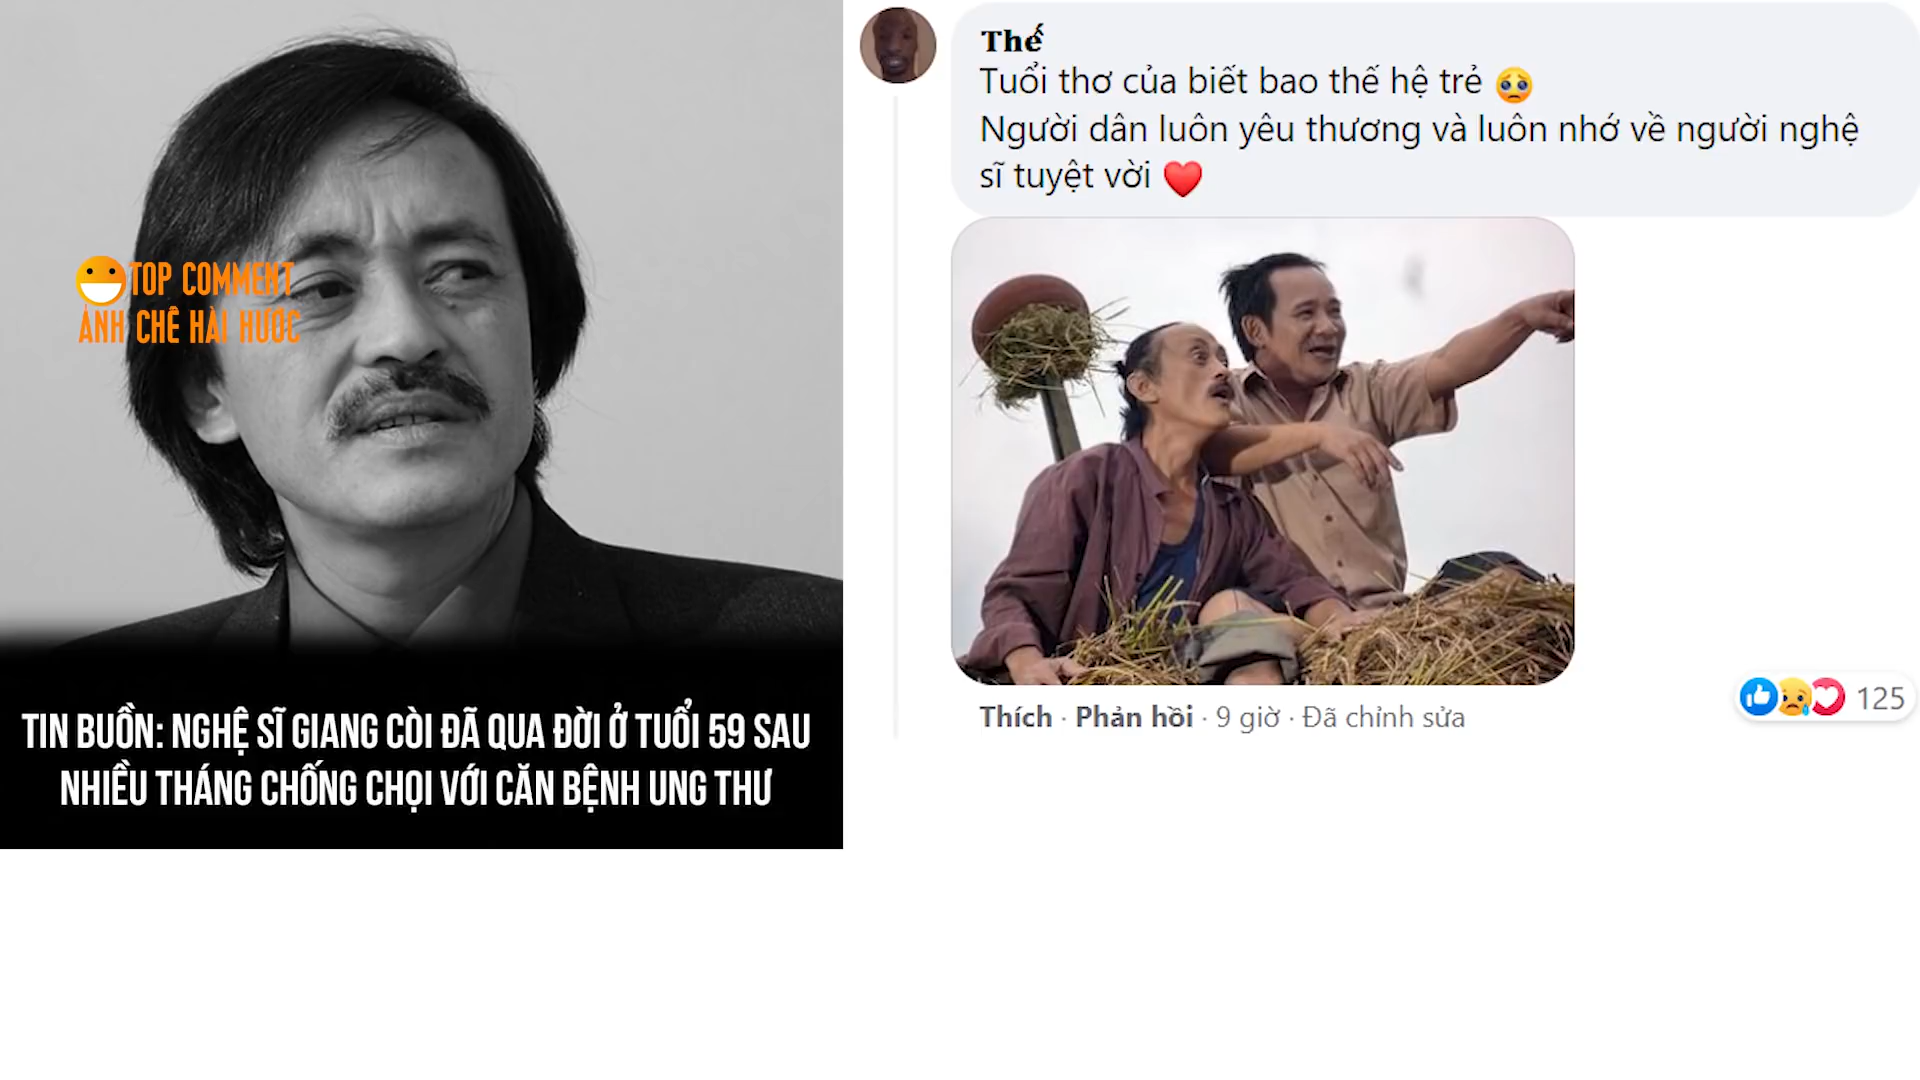 TOP COMMENT
ẢNH CHẾ HÀI HƯỚC
TIN BUỒN: NGHỆ SĨ GIANG CÒI ĐÃ QUA ĐỜI Ở TUỔI 59 SAU
NHIỀU THÁNG CHỐNG CHỌI VỚI CĂN BỆNH UNG THƯ
Thế
Tuổi thơ của biết bao thế hệ trẻ 🥺
Người dân luôn yêu thương và luôn nhớ về người nghệ
sĩ tuyệt vời ❤️
Thích · Phản hồi · 9 giờ · Đã chỉnh sửa
125